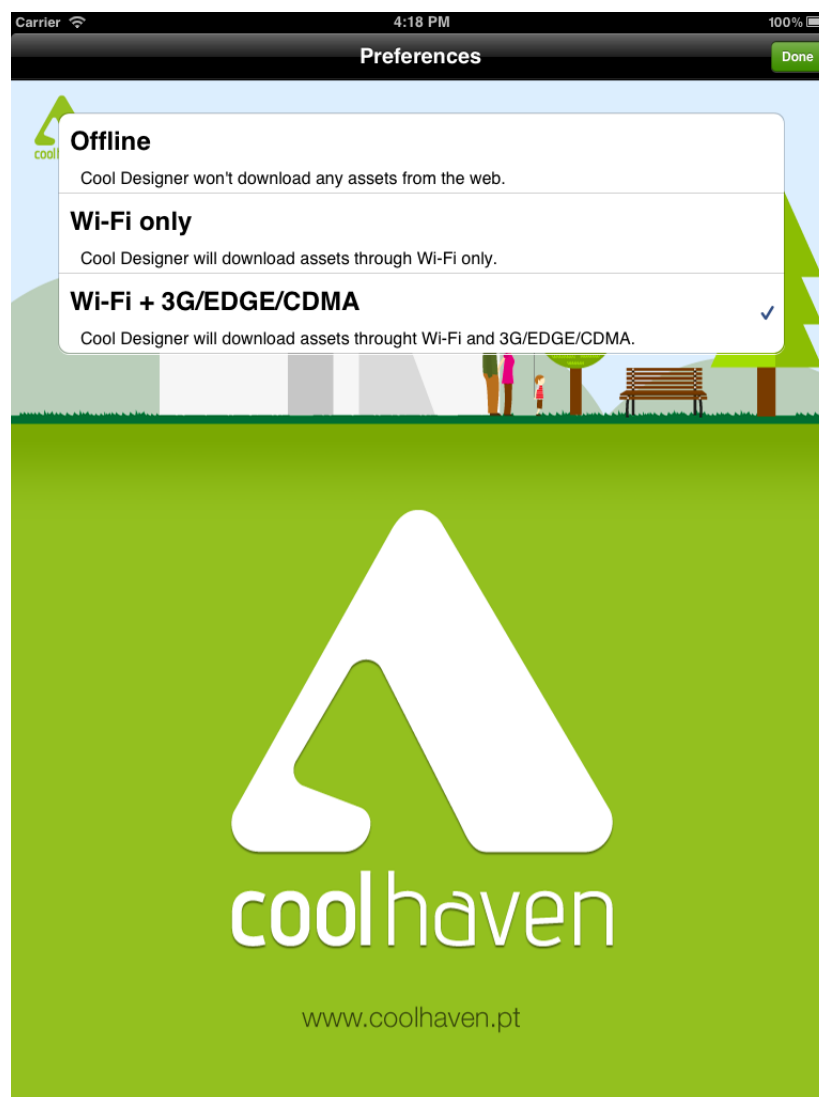 Carrier 4:18 PM 100%
Preferences Done
Offline
cool
Cool Designer won't download any assets from the web.
Wi-Fi only
Cool Designer will download assets through Wi-Fi only.
Wi-Fi + 3G/EDGE/CDMA
Cool Designer will download assets throught Wi-Fi and 3G/EDGE/CDMA.
coolhaven
www.coolhaven.pt